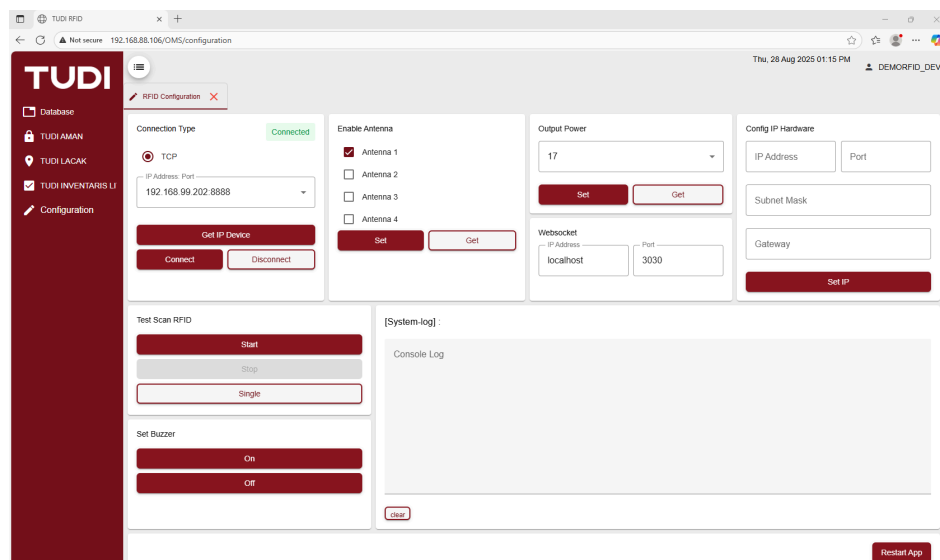 TUDI RFID
Not secure 192.168.88.106/OMS/configuration
TUDI
Thu, 28 Aug 2025 01:15 PM
DEMORFID_DEV
Database
TUDI AMAN
TUDI LACAK
TUDI INVENTARIS LI
Configuration
RFID Configuration
Connection Type
Connected
TCP
IP Address: Port
192.168.99.202:8888
Get IP Device
Connect
Disconnect
Enable Antenna
Antenna 1
Antenna 2
Antenna 3
Antenna 4
Set
Get
Output Power
17
Set
Get
Websocket
IP Address
localhost
Port
3030
Config IP Hardware
IP Address
Port
Subnet Mask
Gateway
Set IP
Test Scan RFID
Start
Stop
Single
Set Buzzer
On
Off
[System-log] :
Console Log
clear
Restart App